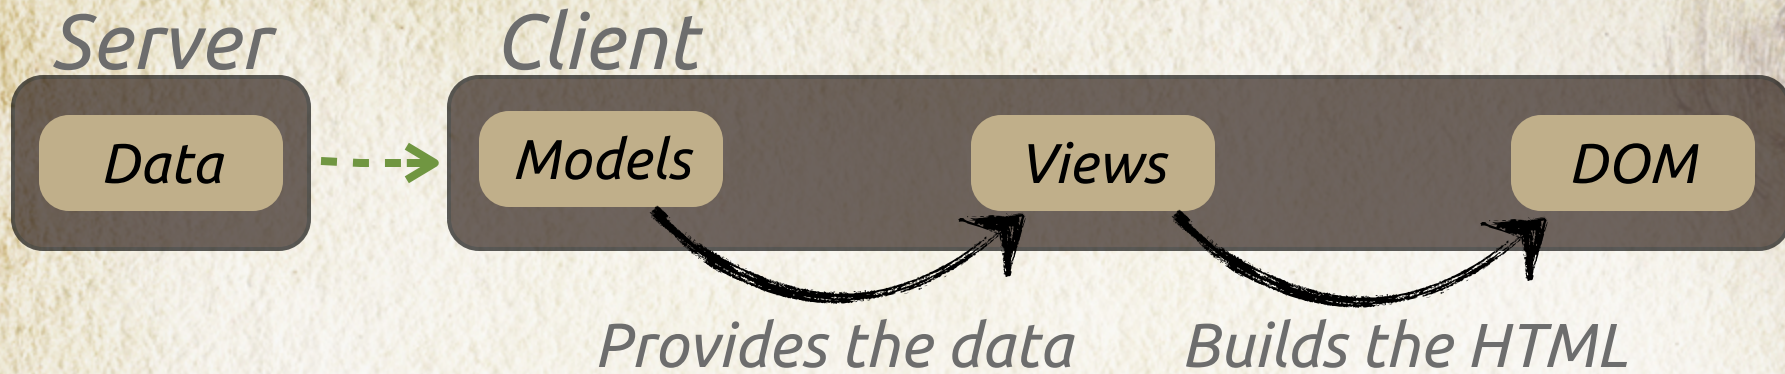 Server
Client
Data
Models
Views
DOM
Provides the data
Builds the HTML